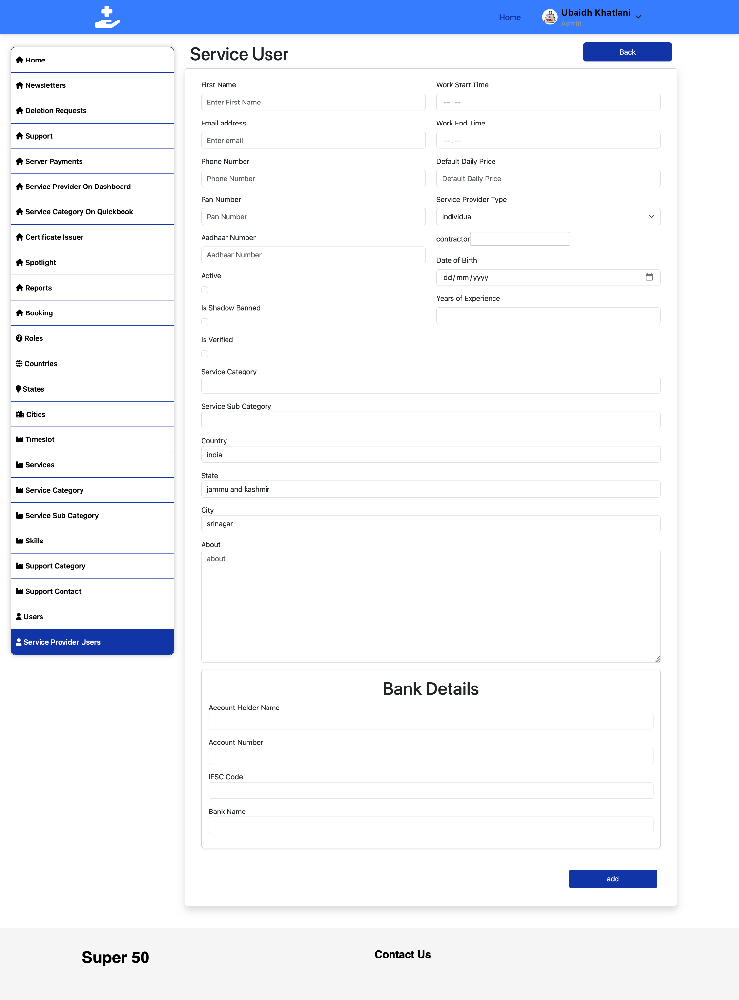 Home
Ubaidh Khatlani
Admin
Home
Newsletters
Deletion Requests
Support
Server Payments
Service Provider On Dashboard
Service Category On Quickbook
Certificate Issuer
Spotlight
Reports
Booking
Roles
Countries
States
Cities
Timeslot
Services
Service Category
Service Sub Category
Skills
Support Category
Support Contact
Users
Service Provider Users
Service User
Back
First Name
Enter First Name
Email address
Enter email
Phone Number
Phone Number
Pan Number
Pan Number
Aadhaar Number
Aadhaar Number
Active
Is Shadow Banned
Is Verified
Work Start Time
--:--
Work End Time
--:--
Default Daily Price
Default Daily Price
Service Provider Type
Individual
contractor
Date of Birth
dd/mm/yyyy
Years of Experience
Service Category
Service Sub Category
Country
india
State
jammu and kashmir
City
srinagar
About
about
Bank Details
Account Holder Name
Account Number
IFSC Code
Bank Name
add
Super 50
Contact Us